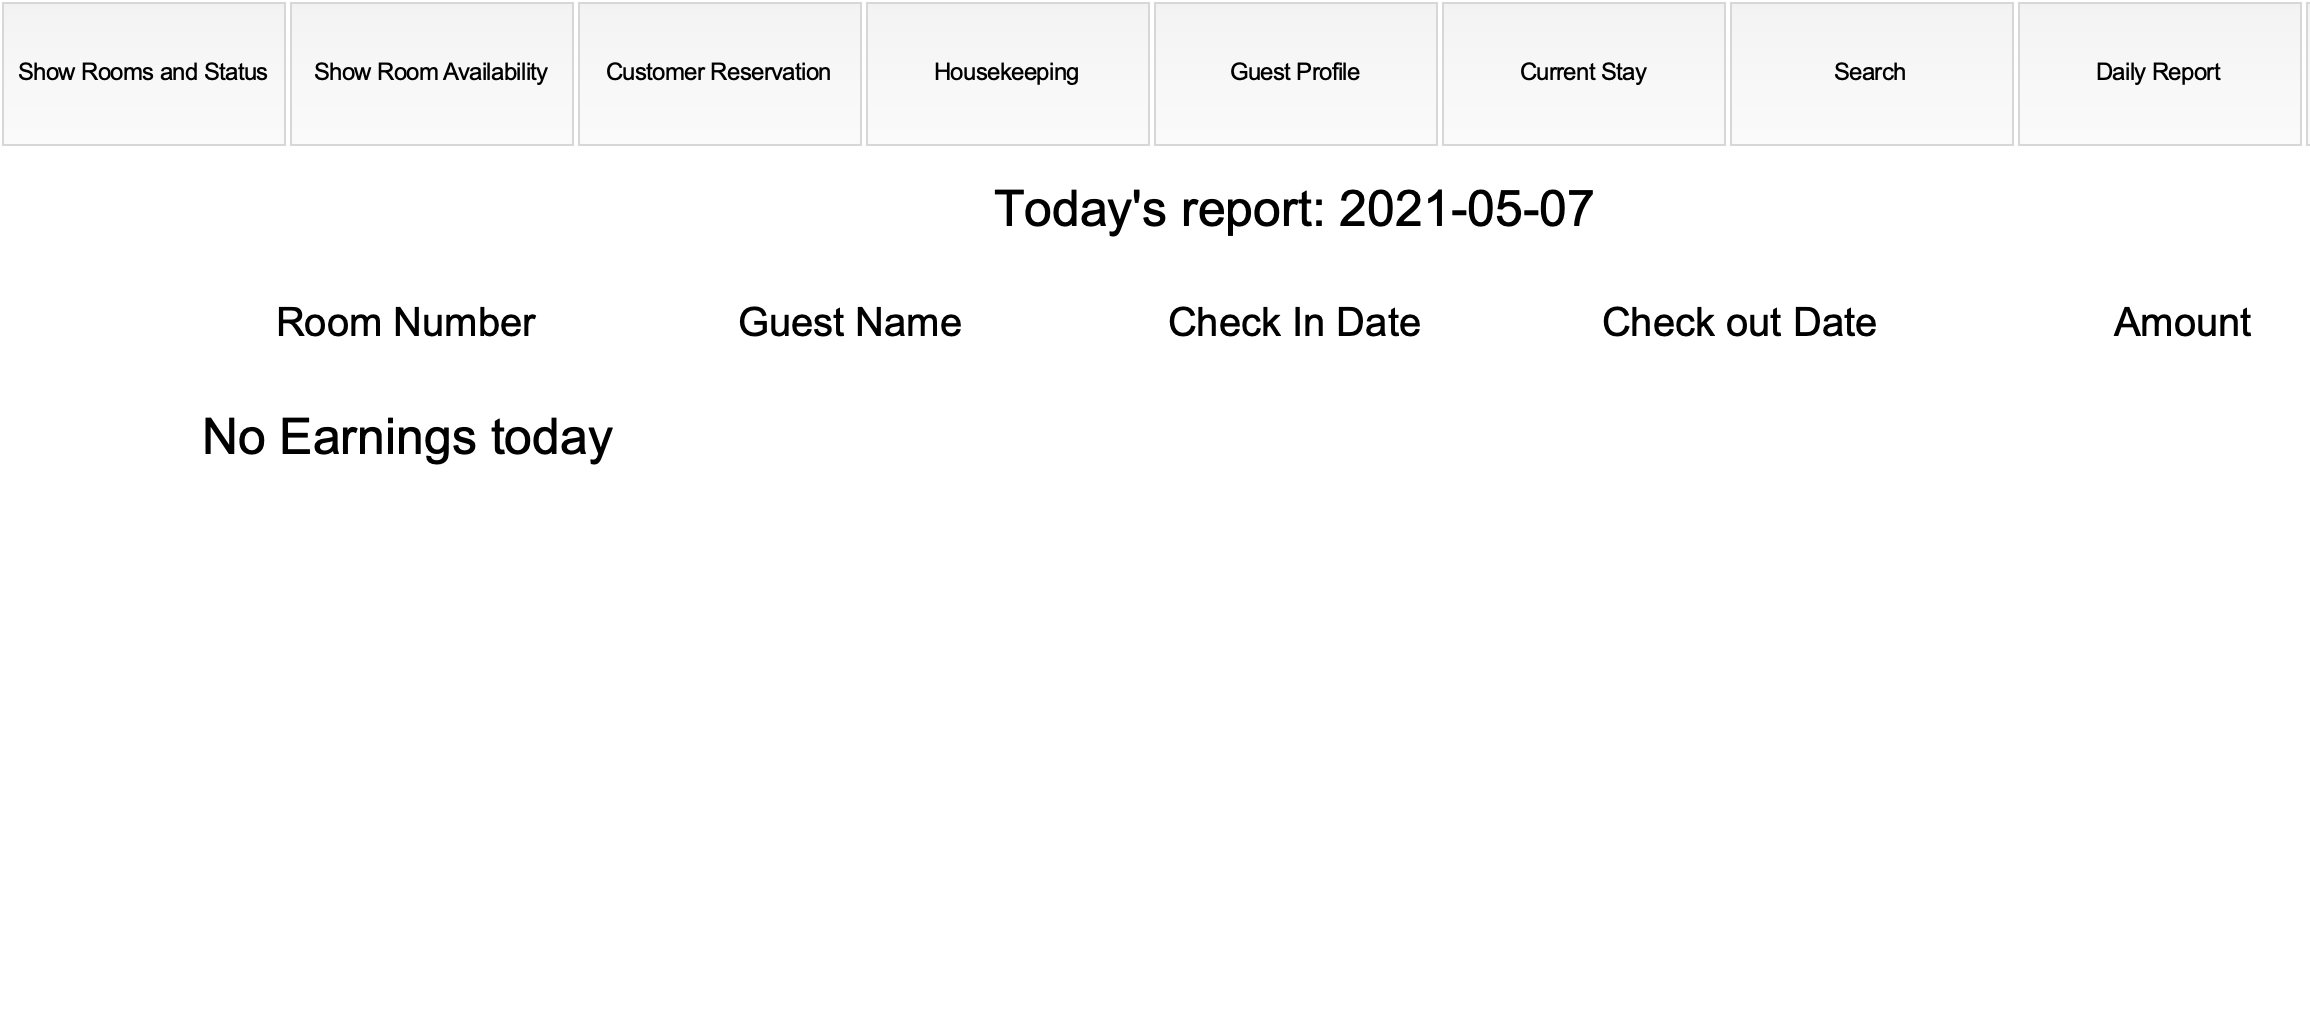 Show Rooms and Status Show Room Availability Customer Reservation Housekeeping Guest Profile Current Stay Search Daily Report
Today's report: 2021-05-07
Room Number Guest Name Check In Date Check out Date Amount
No Earnings today